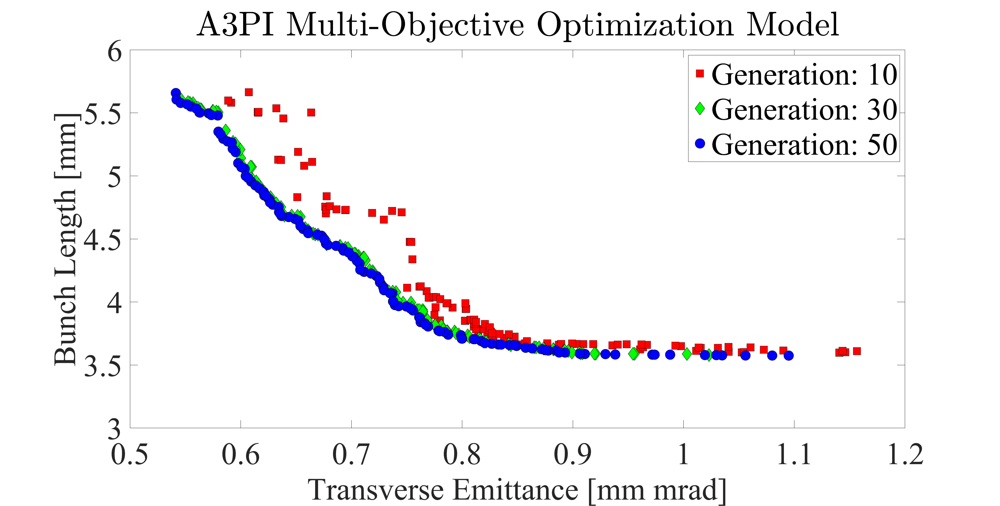 A3PI Multi-Objective Optimization Model
6
5.5
5
4.5
4
3.5
3
Bunch Length [mm]
Generation: 10
Generation: 30
Generation: 50
0.5 0.6 0.7 0.8 0.9 1 1.1 1.2
Transverse Emittance [mm mrad]